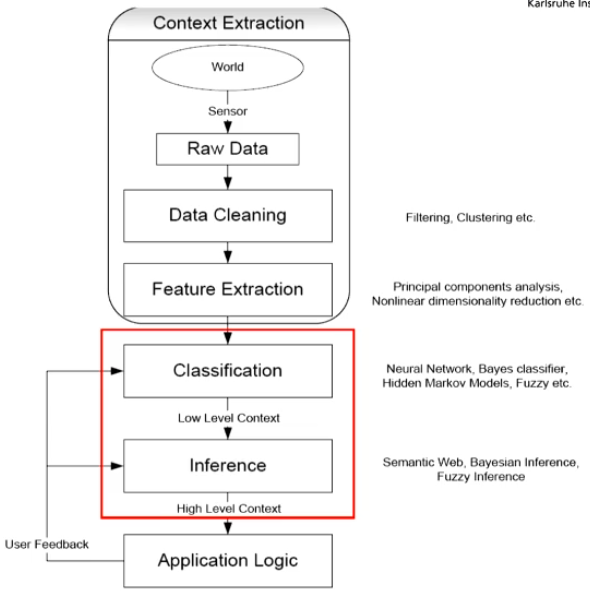 Karlsruhe Ins
Context Extraction
World
Sensor
Raw Data
Data Cleaning
Filtering, Clustering etc.
Feature Extraction
Principal components analysis,
Nonlinear dimensionality reduction etc.
Classification
Neural Network, Bayes classifier,
Hidden Markov Models, Fuzzy etc.
Low Level Context
Inference
Semantic Web, Bayesian Inference,
Fuzzy Inference
High Level Context
User Feedback
Application Logic